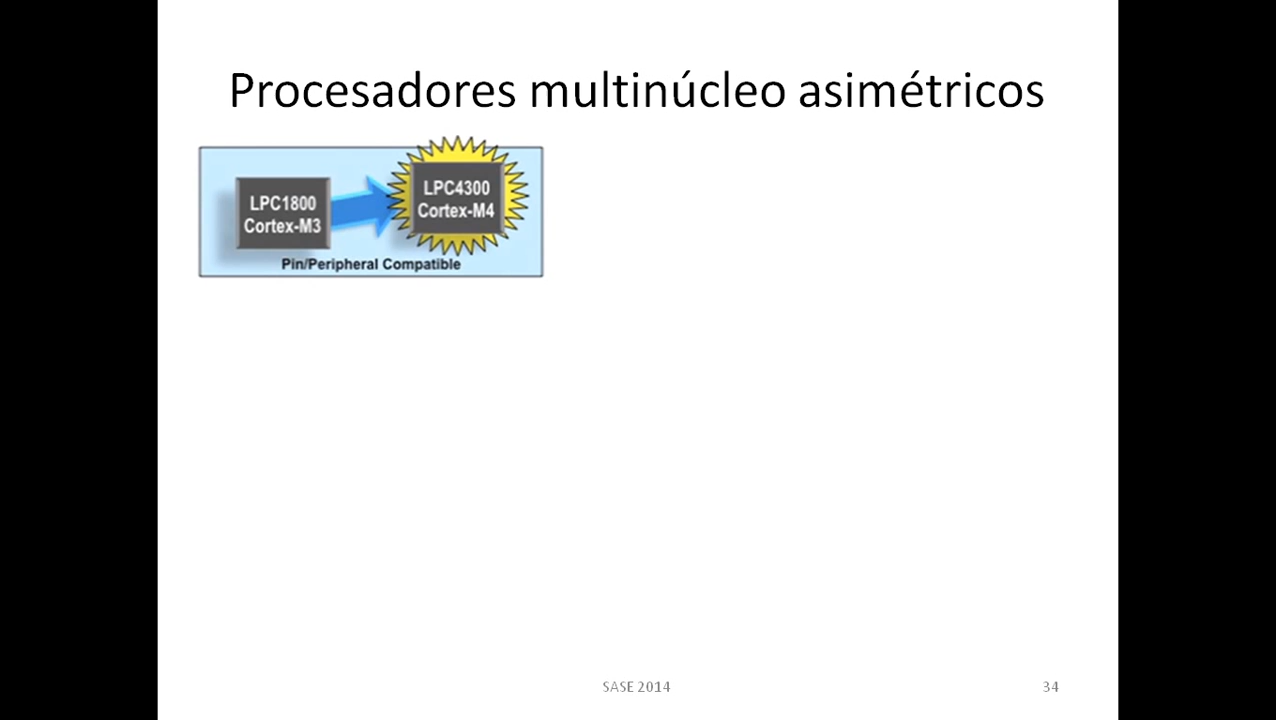 Procesadores multinúcleo asimétricos
LPC1800
Cortex-M3
LPC4300
Cortex-M4
Pin/Peripheral Compatible
SASE 2014
34